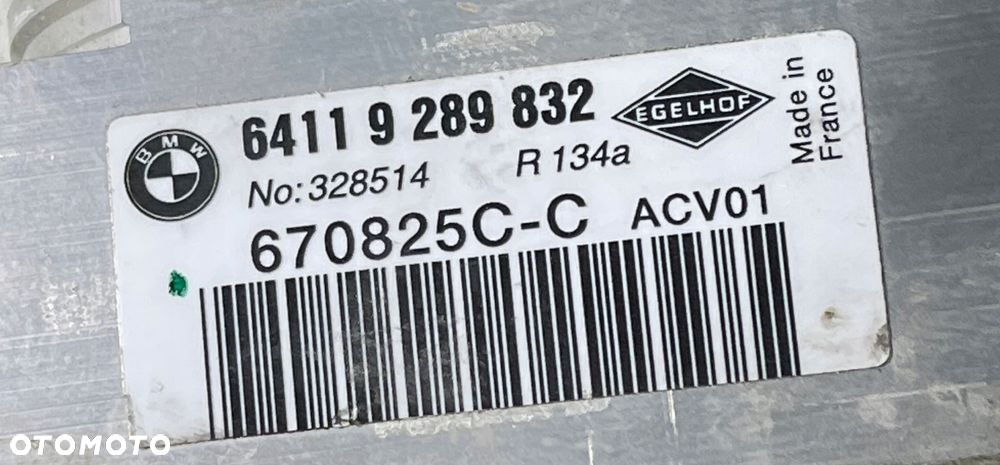 BMW
6411 9 289 832
EGELHOF
Made in
France
No: 328514
R 134a
670825C-C
ACV01
OTOMOTO